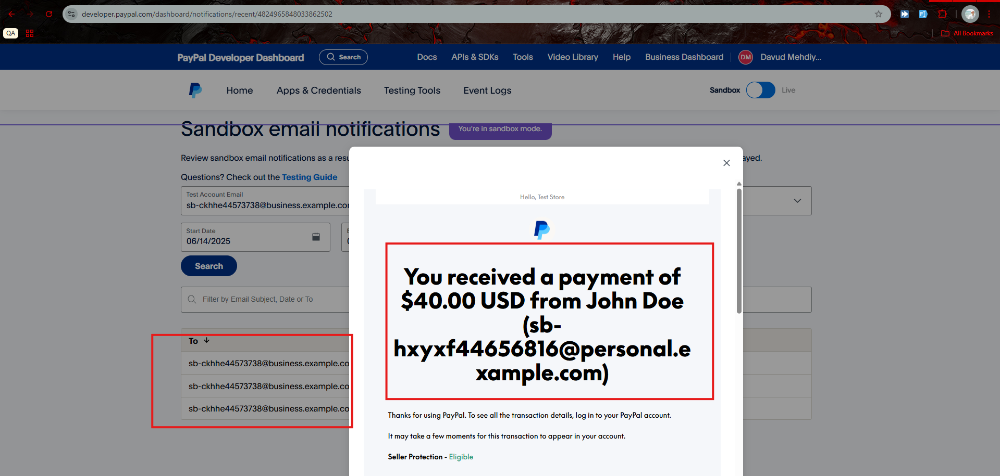 developer.paypal.com/dashboard/notifications/recent/4824965848033862502
QA
All Bookmarks
PayPal Developer Dashboard
Search
Docs
APIs & SDKs
Tools
Video Library
Help
Business Dashboard
DM
Davud Mehdiy...
Home
Apps & Credentials
Testing Tools
Event Logs
Sandbox
Live
Sandbox email notifications
You're in sandbox mode.
Review sandbox email notifications as a resu
ayed.
Questions? Check out the Testing Guide
Test Account Email
sb-ckhhe44573738@business.example.co
Start Date
06/14/2025
Search
Filter by Email Subject, Date or To
To
sb-ckhhe44573738@business.example.co
sb-ckhhe44573738@business.example.co
sb-ckhhe44573738@business.example.co
Hello, Test Store
You received a payment of
$40.00 USD from John Doe
(sb-
hxyxf44656816@personal.e
xample.com)
Thanks for using PayPal. To see all the transaction details, log in to your PayPal account.
It may take a few moments for this transaction to appear in your account.
Seller Protection - Eligible